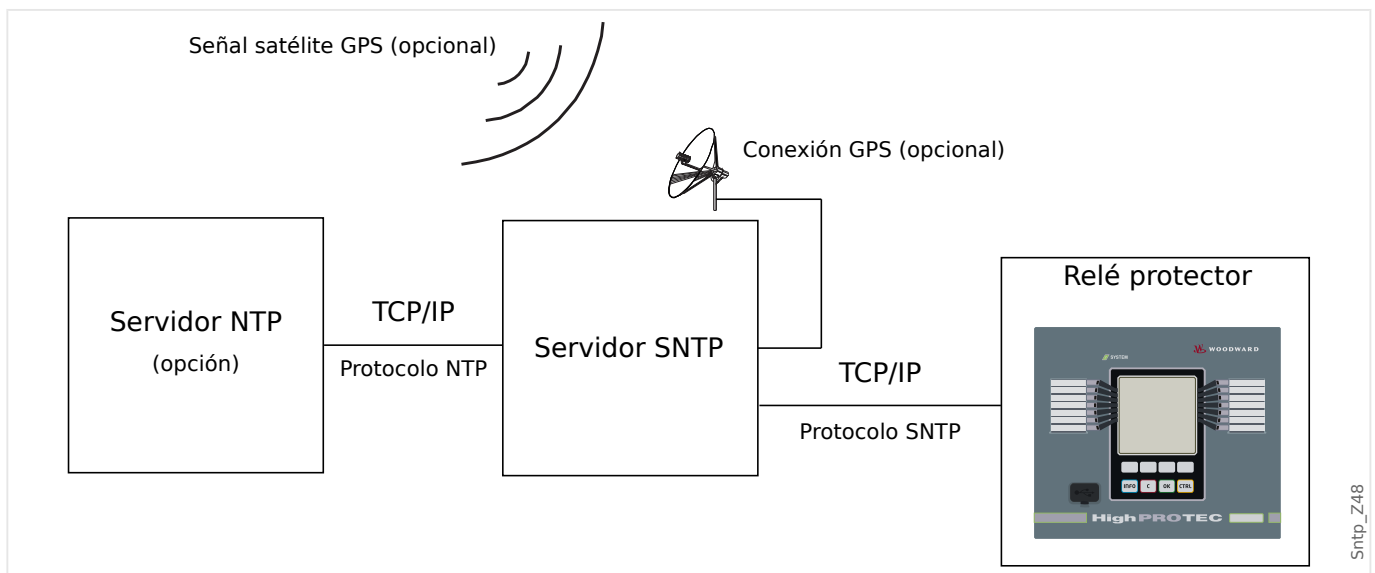 Señal satélite GPS (opcional)
Conexión GPS (opcional)
Servidor NTP
(opción)
TCP/IP
Protocolo NTP
Servidor SNTP
TCP/IP
Protocolo SNTP
Relé protector
SYSTEM
WOODWARD
INFO
C
OK
CTRL
HighPROTEC
Sntp_Z48